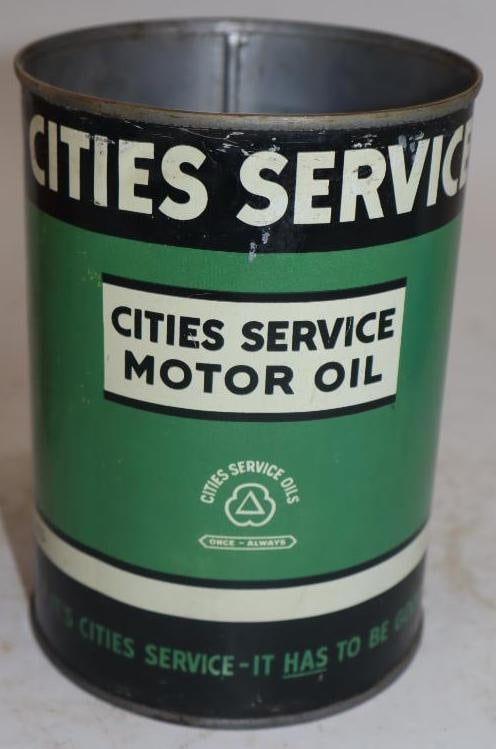 CITIES SERVICE
CITIES SERVICE
MOTOR OIL
CITIES SERVICE OILS
ONCE - ALWAYS
CITIES SERVICE - IT HAS TO BE